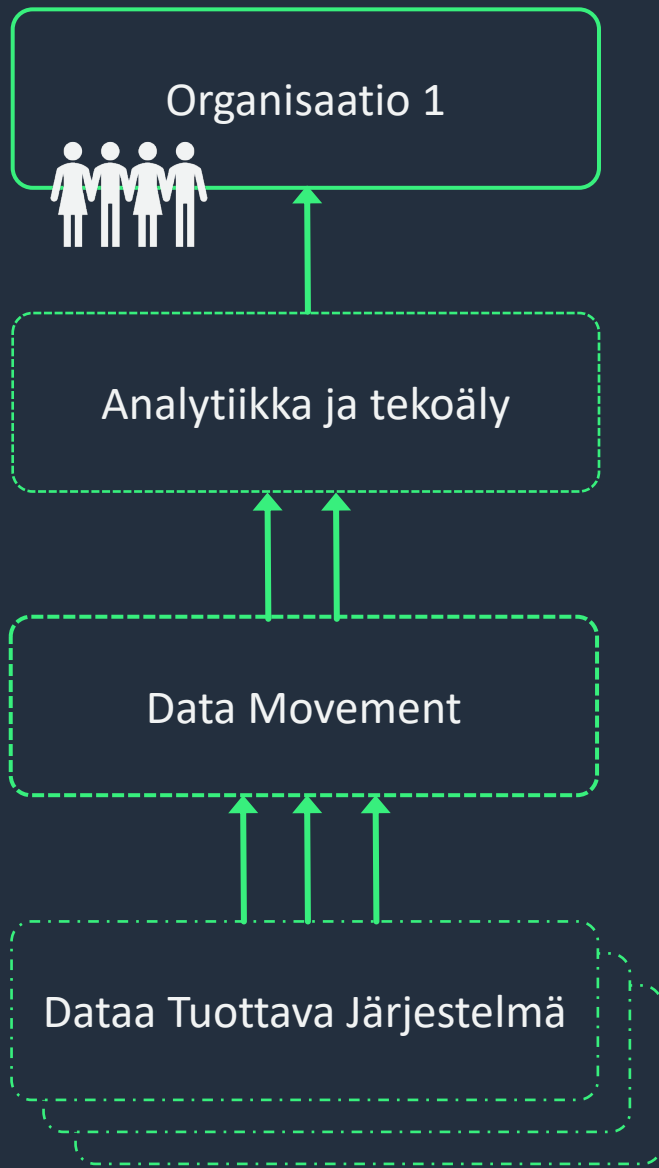 Organisaatio 1
Analytiikka ja tekoäly
Data Movement
Dataa Tuottava Järjestelmä